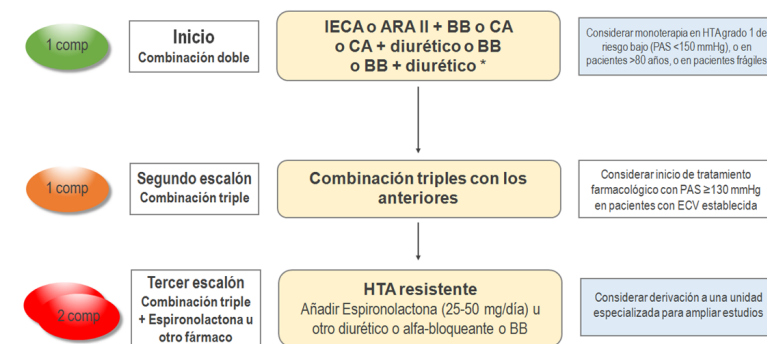 1 comp
Inicio
Combinación doble
IECA o ARA II + BB o CA
o CA + diurético o BB
o BB + diurético *
Considerar monoterapia en HTA grado 1 de
riesgo bajo (PAS <150 mmHg), o en
pacientes >80 años, o en pacientes frágiles
1 comp
Segundo escalón
Combinación triple
Combinación triples con los
anteriores
Considerar inicio de tratamiento
farmacológico con PAS ≥130 mmHg
en pacientes con ECV establecida
2 comp
Tercer escalón
Combinación triple
+ Espironolactona u
otro fármaco
HTA resistente
Añadir Espironolactona (25-50 mg/día) u
otro diurético o alfa-bloqueante o BB
Considerar derivación a una unidad
especializada para ampliar estudios